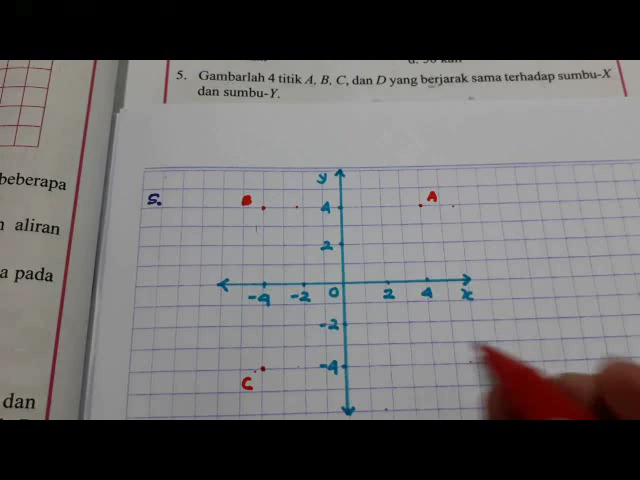 5. Gambarlah 4 titik A, B, C, dan D yang berjarak sama terhadap sumbu-X
dan sumbu-Y.
beberapa
aliran
a pada
dan
5.
y
B
4
A
2
-4 -2 0 2 4 x
-2
-4
C